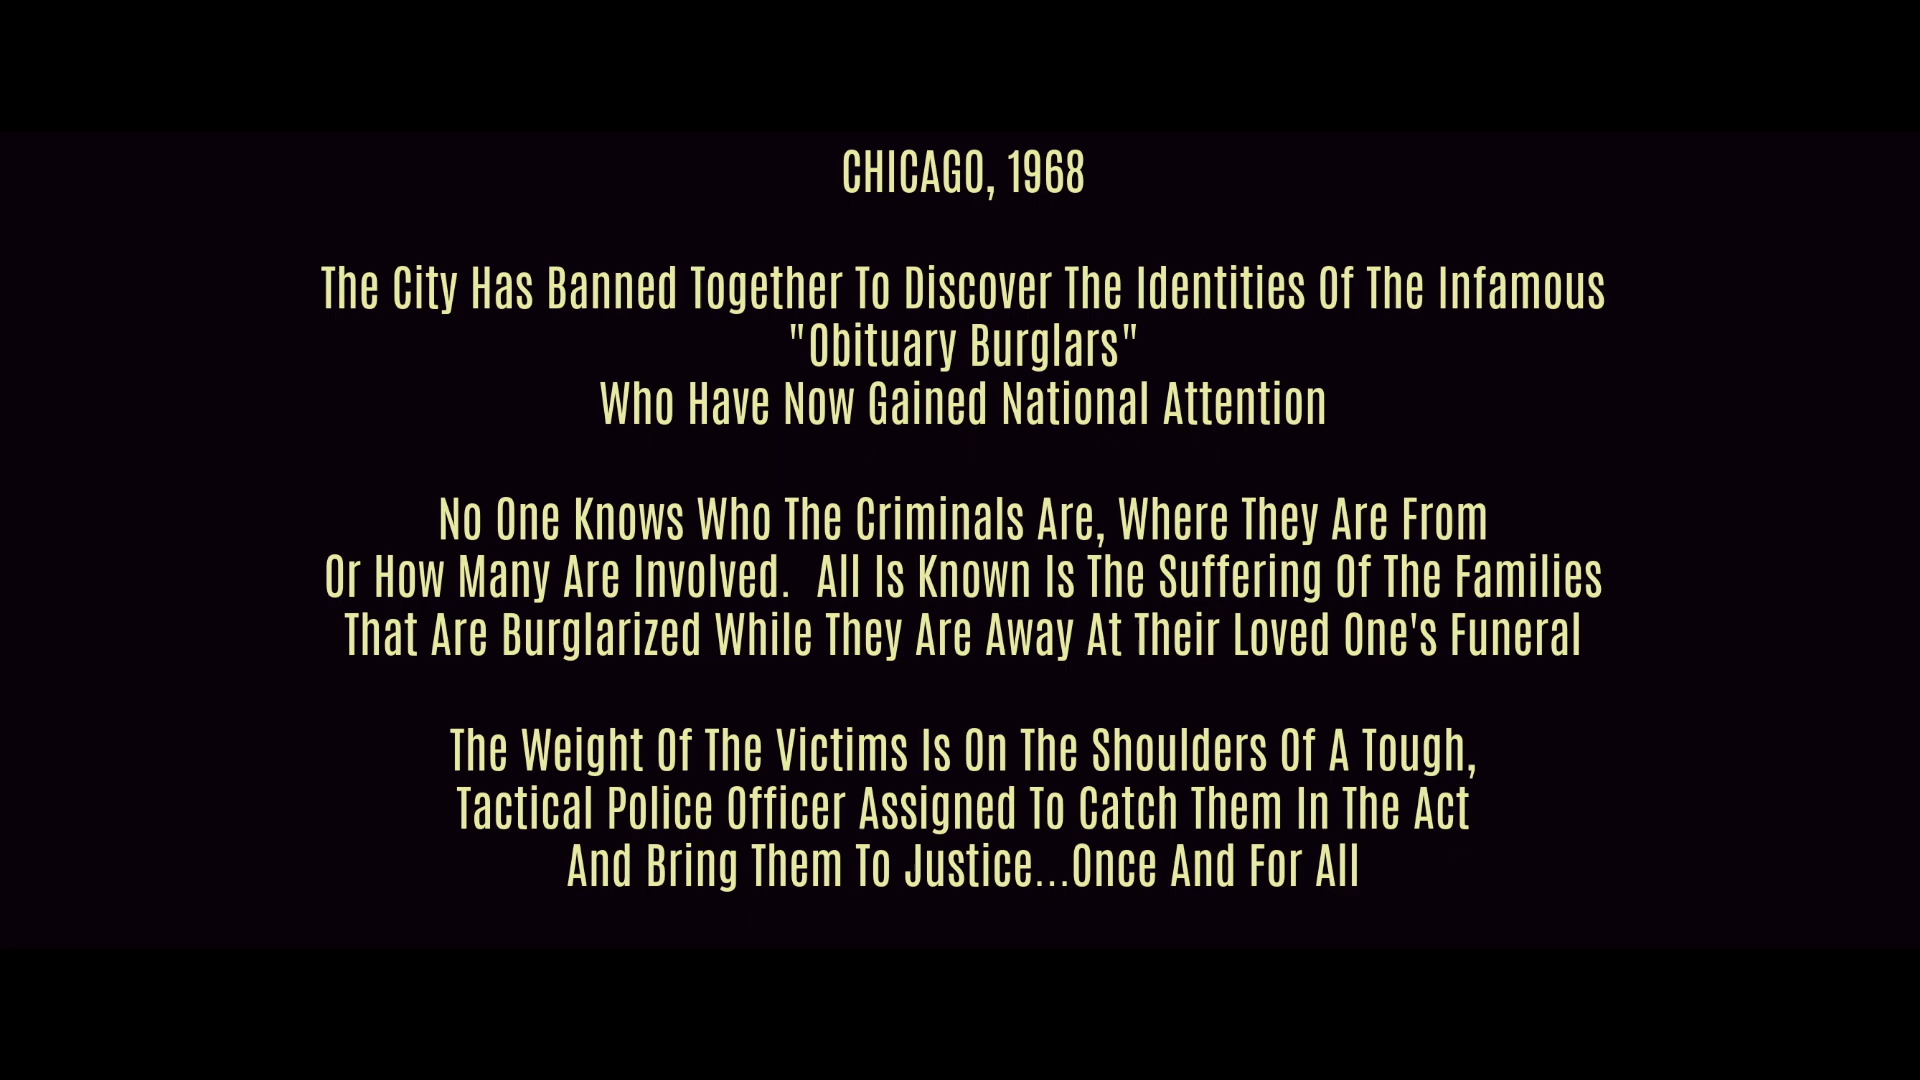 CHICAGO, 1968
The City Has Banned Together To Discover The Identities Of The Infamous
"Obituary Burglars"
Who Have Now Gained National Attention
No One Knows Who The Criminals Are, Where They Are From
Or How Many Are Involved.  All Is Known Is The Suffering Of The Families
That Are Burglarized While They Are Away At Their Loved One's Funeral
The Weight Of The Victims Is On The Shoulders Of A Tough,
Tactical Police Officer Assigned To Catch Them In The Act
And Bring Them To Justice...Once And For All